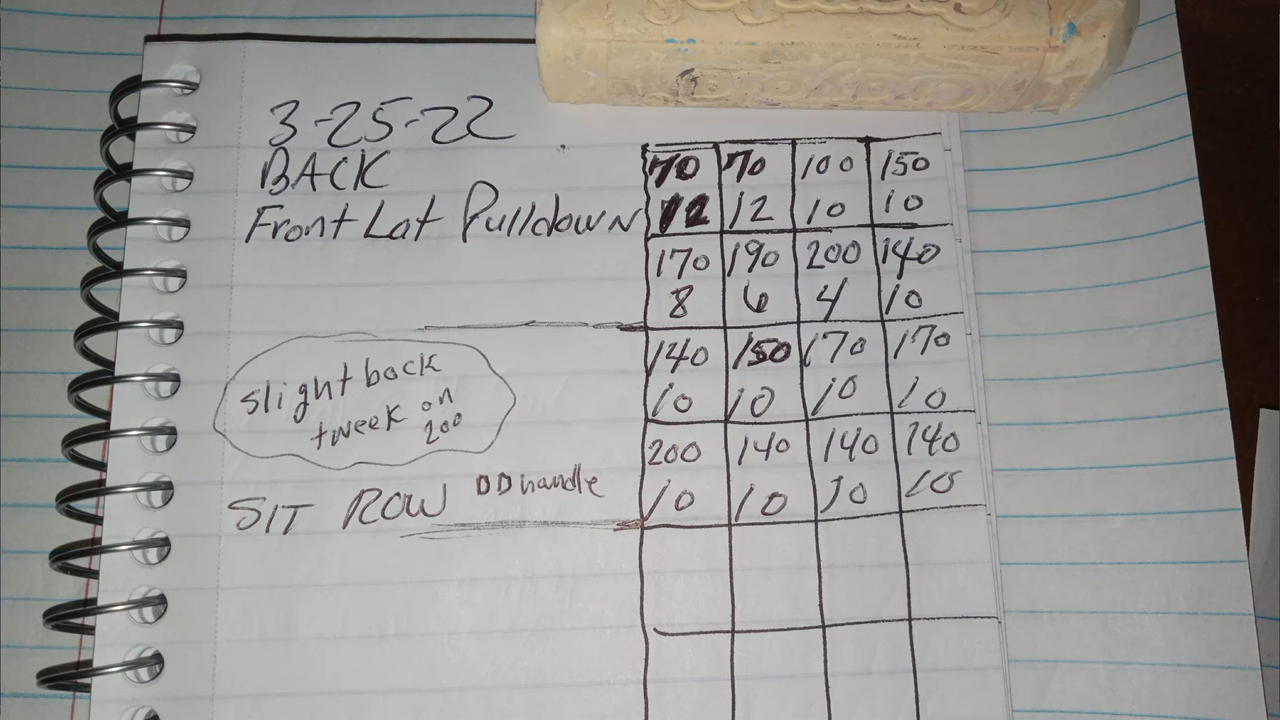 3-25-22
BACK
Front Lat Pulldown
70 70 100 150
12 12 10 10
170 190 200 140
8 6 4 10
140 150 170 170
10 10 10 10
slight back
tweek on
200
200 140 140 140
10 10 10 10
SIT ROW DD handle